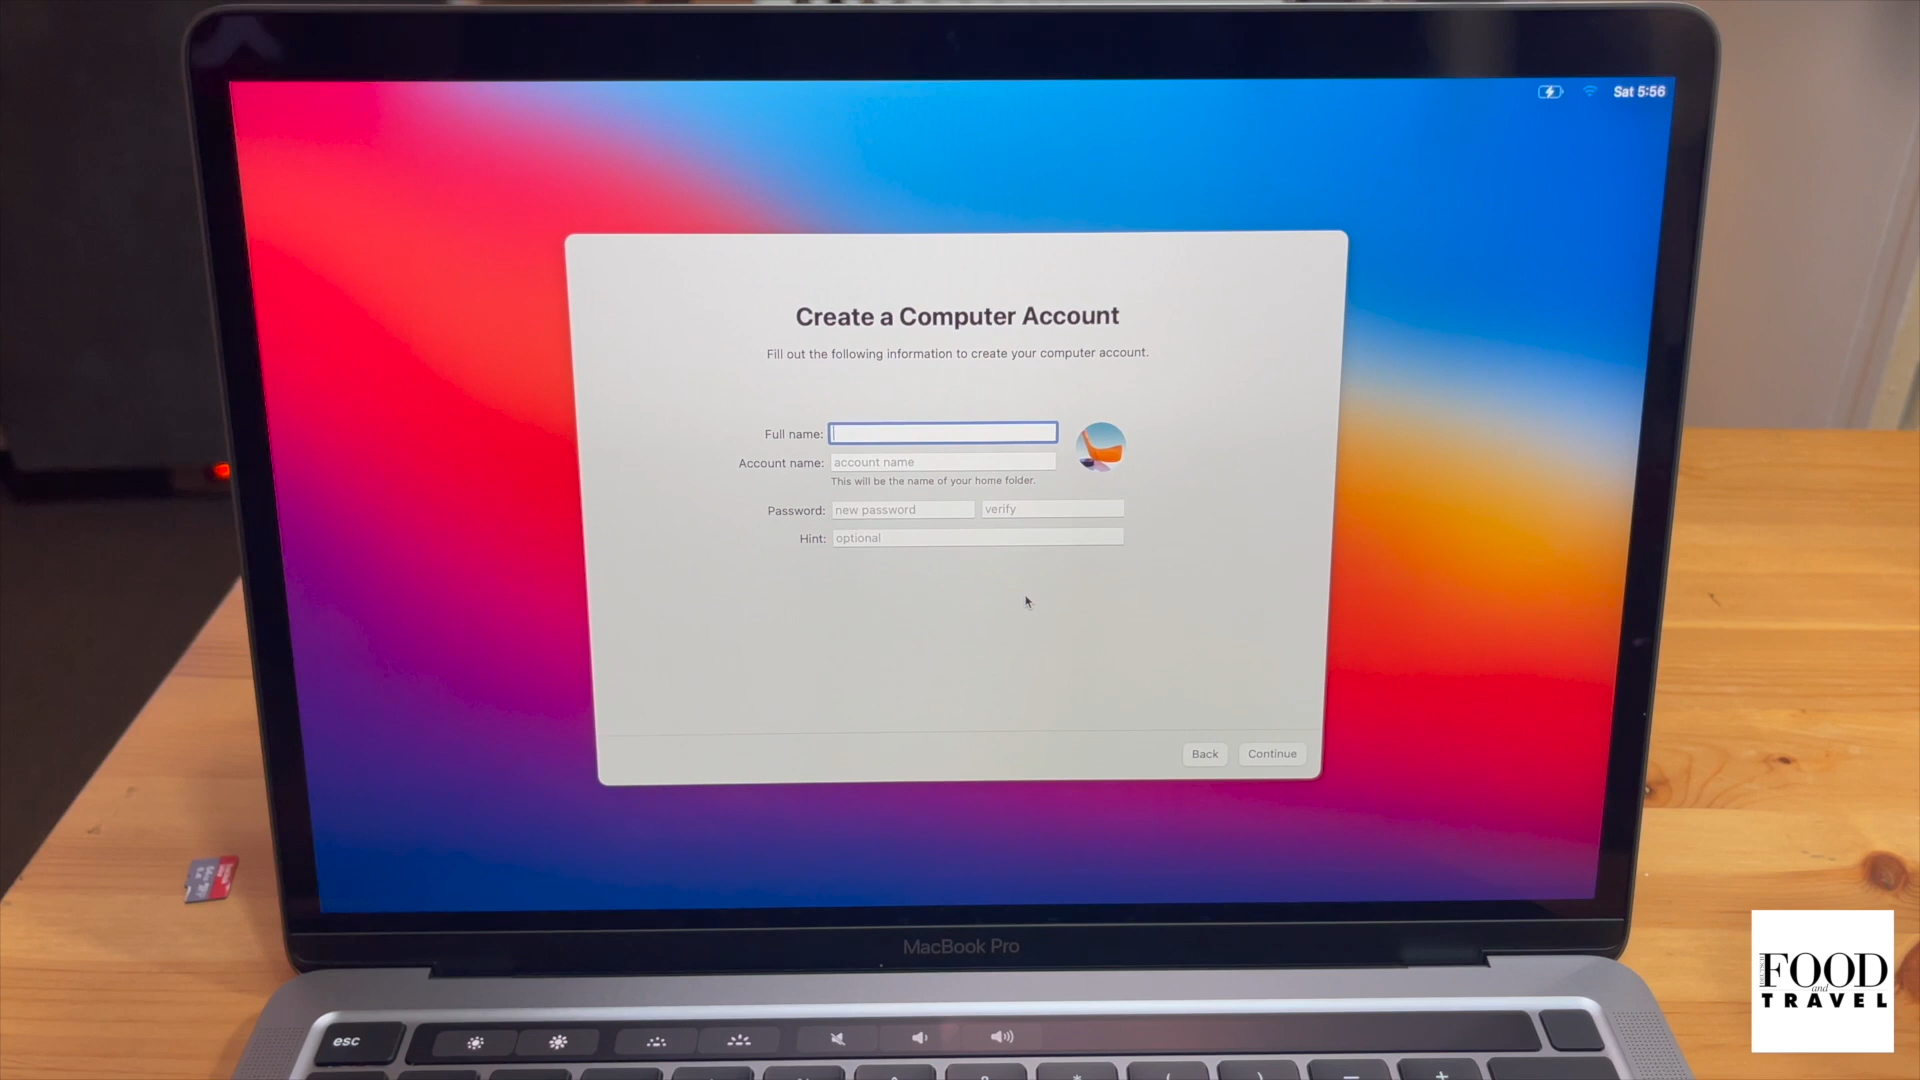 Sat 5:56
Create a Computer Account
Fill out the following information to create your computer account.
Full name:
Account name: account name
This will be the name of your home folder.
Password: new password verify
Hint: optional
Back Continue
MacBook Pro
esc
FOOD
and
TRAVEL